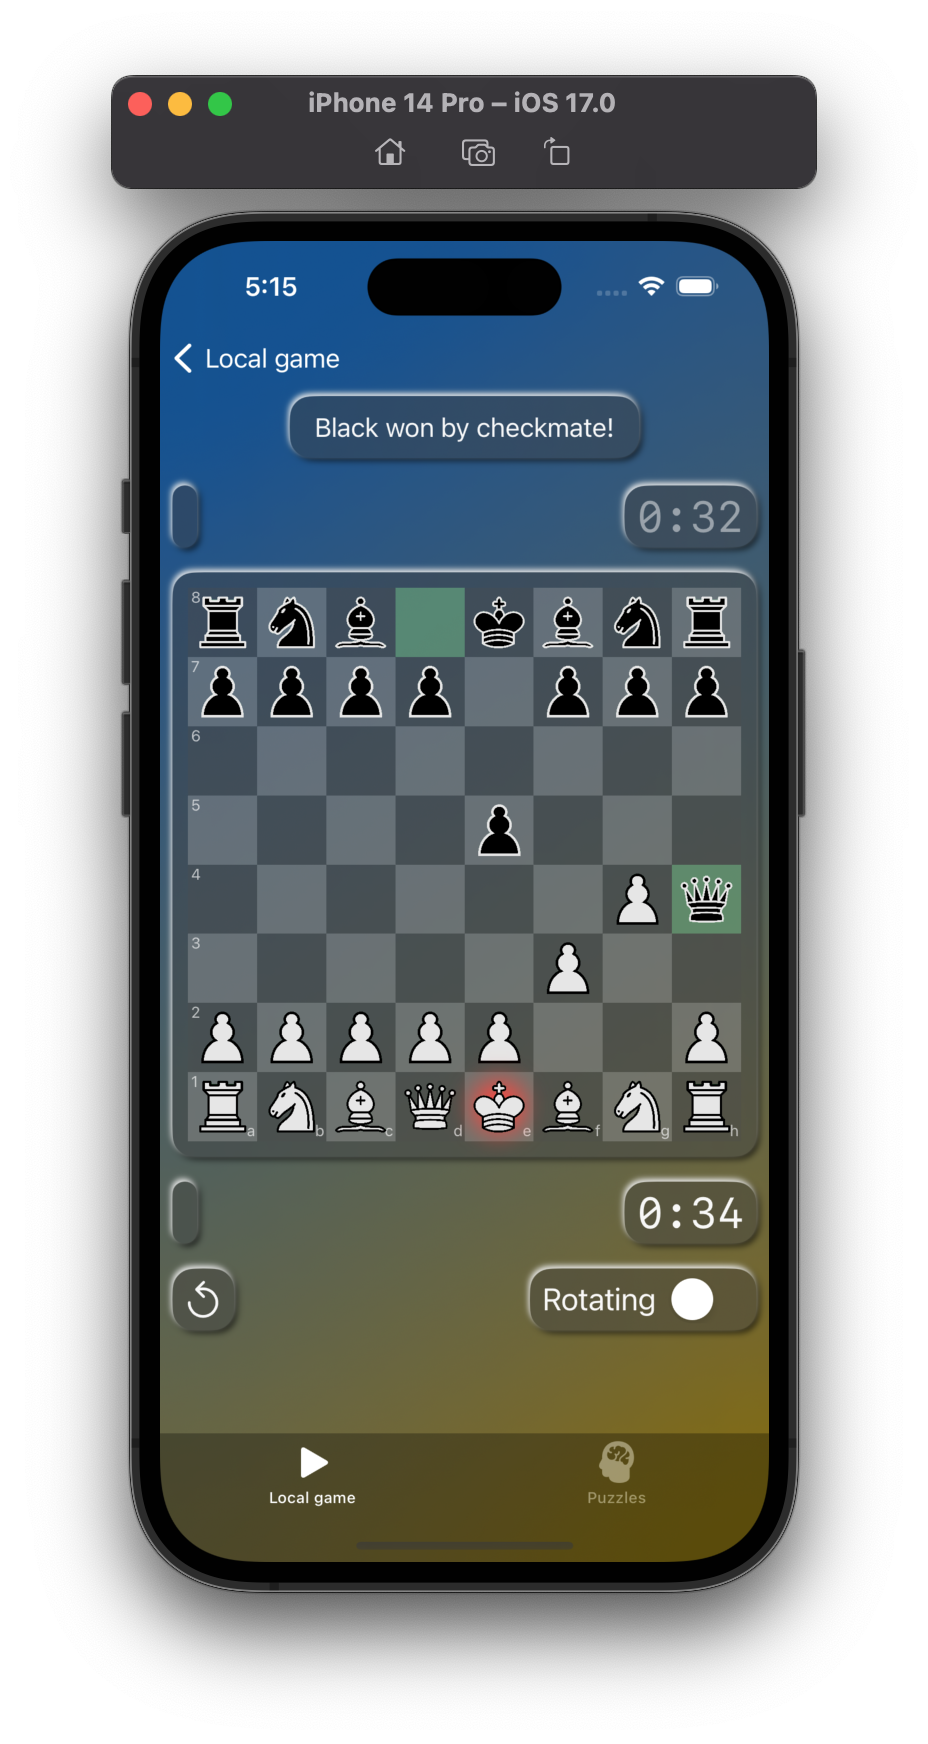 iPhone 14 Pro – iOS 17.0
5:15
Local game
Black won by checkmate!
0:32
8
7
6
5
4
3
2
1
a b c d e f g h
0:34
Rotating
Local game
Puzzles